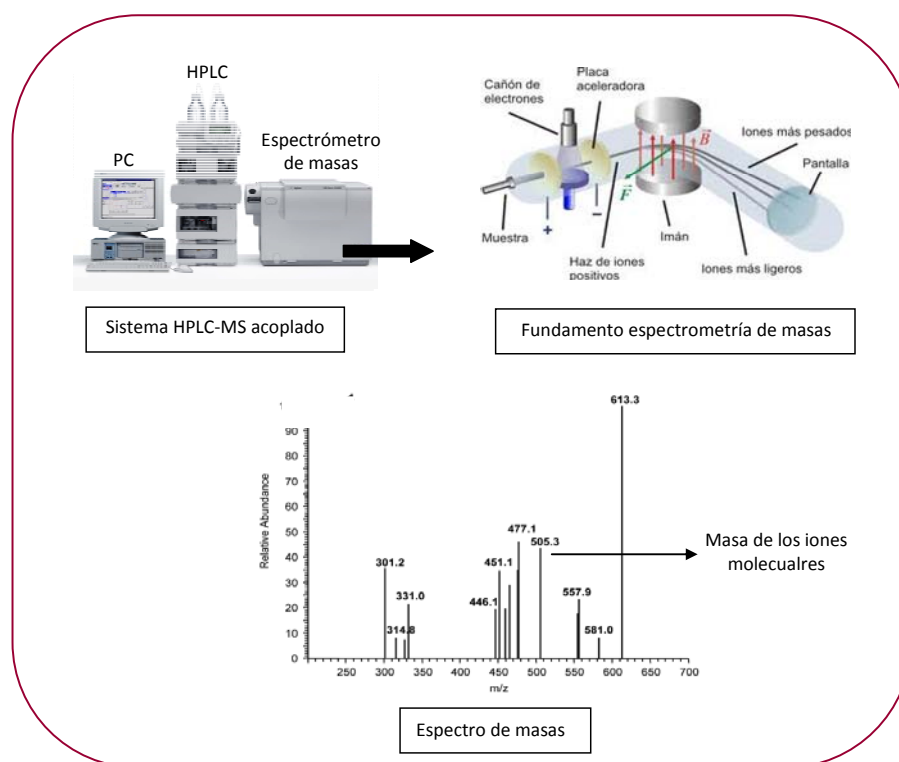 HPLC
PC
Espectrómetro
de masas
Sistema HPLC-MS acoplado
Cañón de
electrones
Placa
aceleradora
Iones más pesados
Pantalla
B
F
Muestra
+
−
Haz de iones
positivos
Imán
Iones más ligeros
Fundamento espectrometría de masas
Relative Abundance
90
80
70
60
50
40
30
20
10
0
613.3
477.1
505.3
451.1
301.2
331.0
446.1
557.9
314.8
581.0
Masa de los iones
molecualres
250 300 350 400 450 500 550 600 650 700
m/z
Espectro de masas